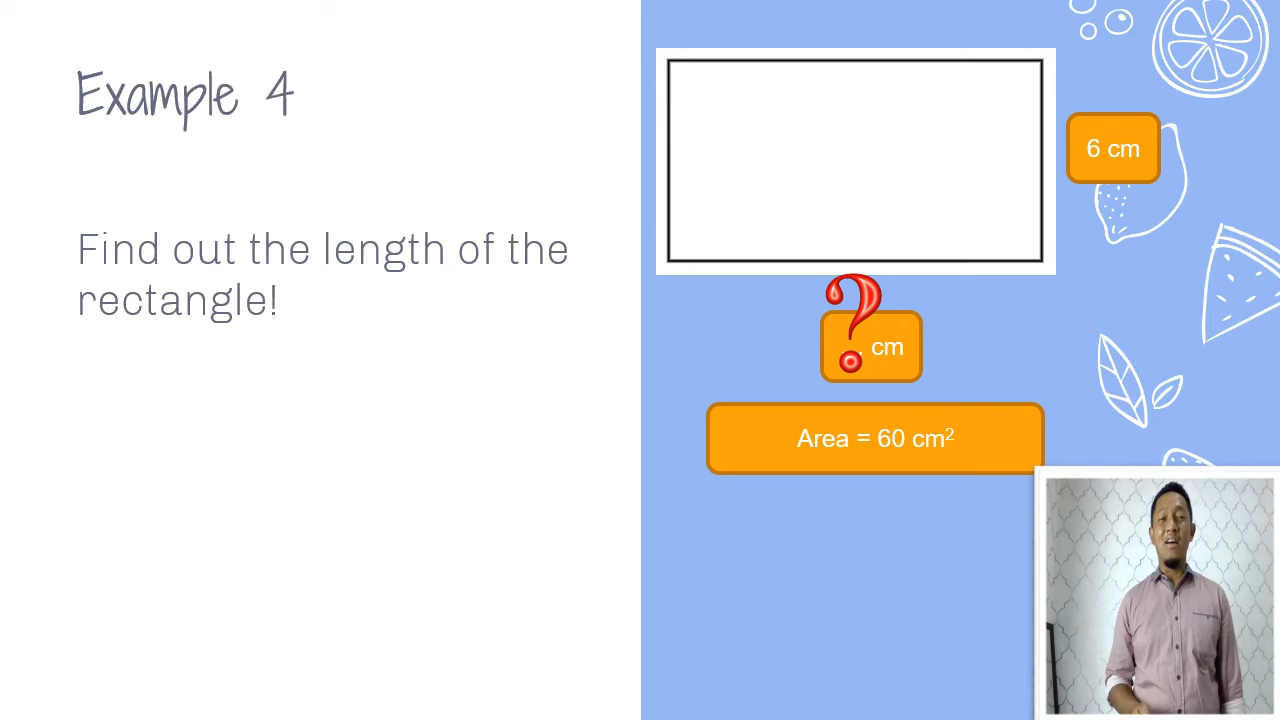 Example 4
Find out the length of the
rectangle!
6 cm
? . cm
Area = 60 cm²